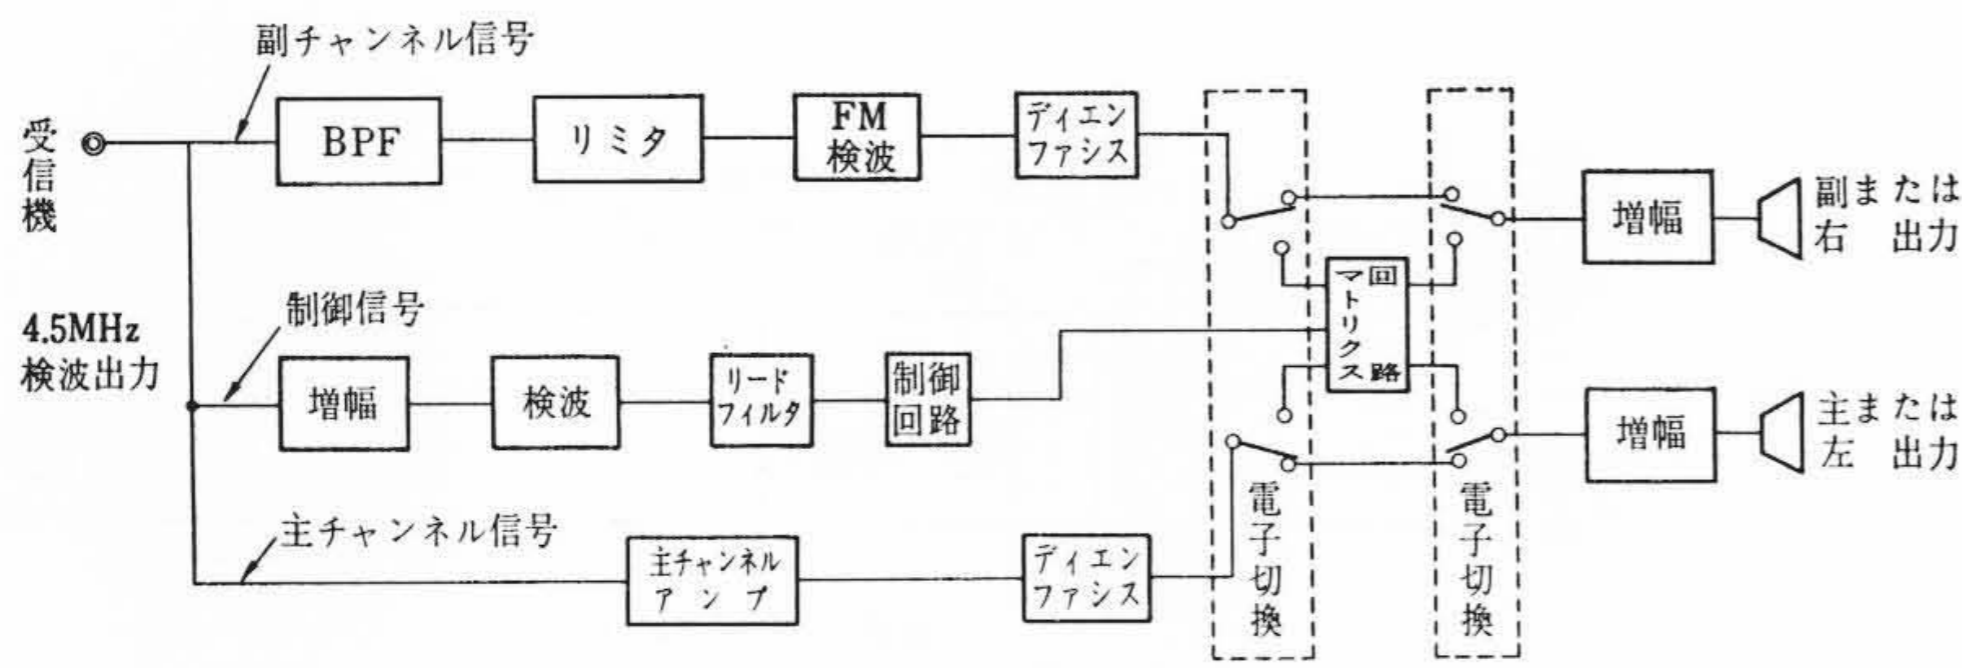 副チャンネル信号
受信機
BPF
リミタ
FM
検波
ディエン
ファシス
増幅
副または
右 出力
4.5MHz
検波出力
制御信号
増幅
検波
リード
フィルタ
制御
回路
マトリクス
回路
増幅
主または
左 出力
主チャンネル信号
主チャンネル
アンプ
ディエン
ファシス
電子切換
電子切換